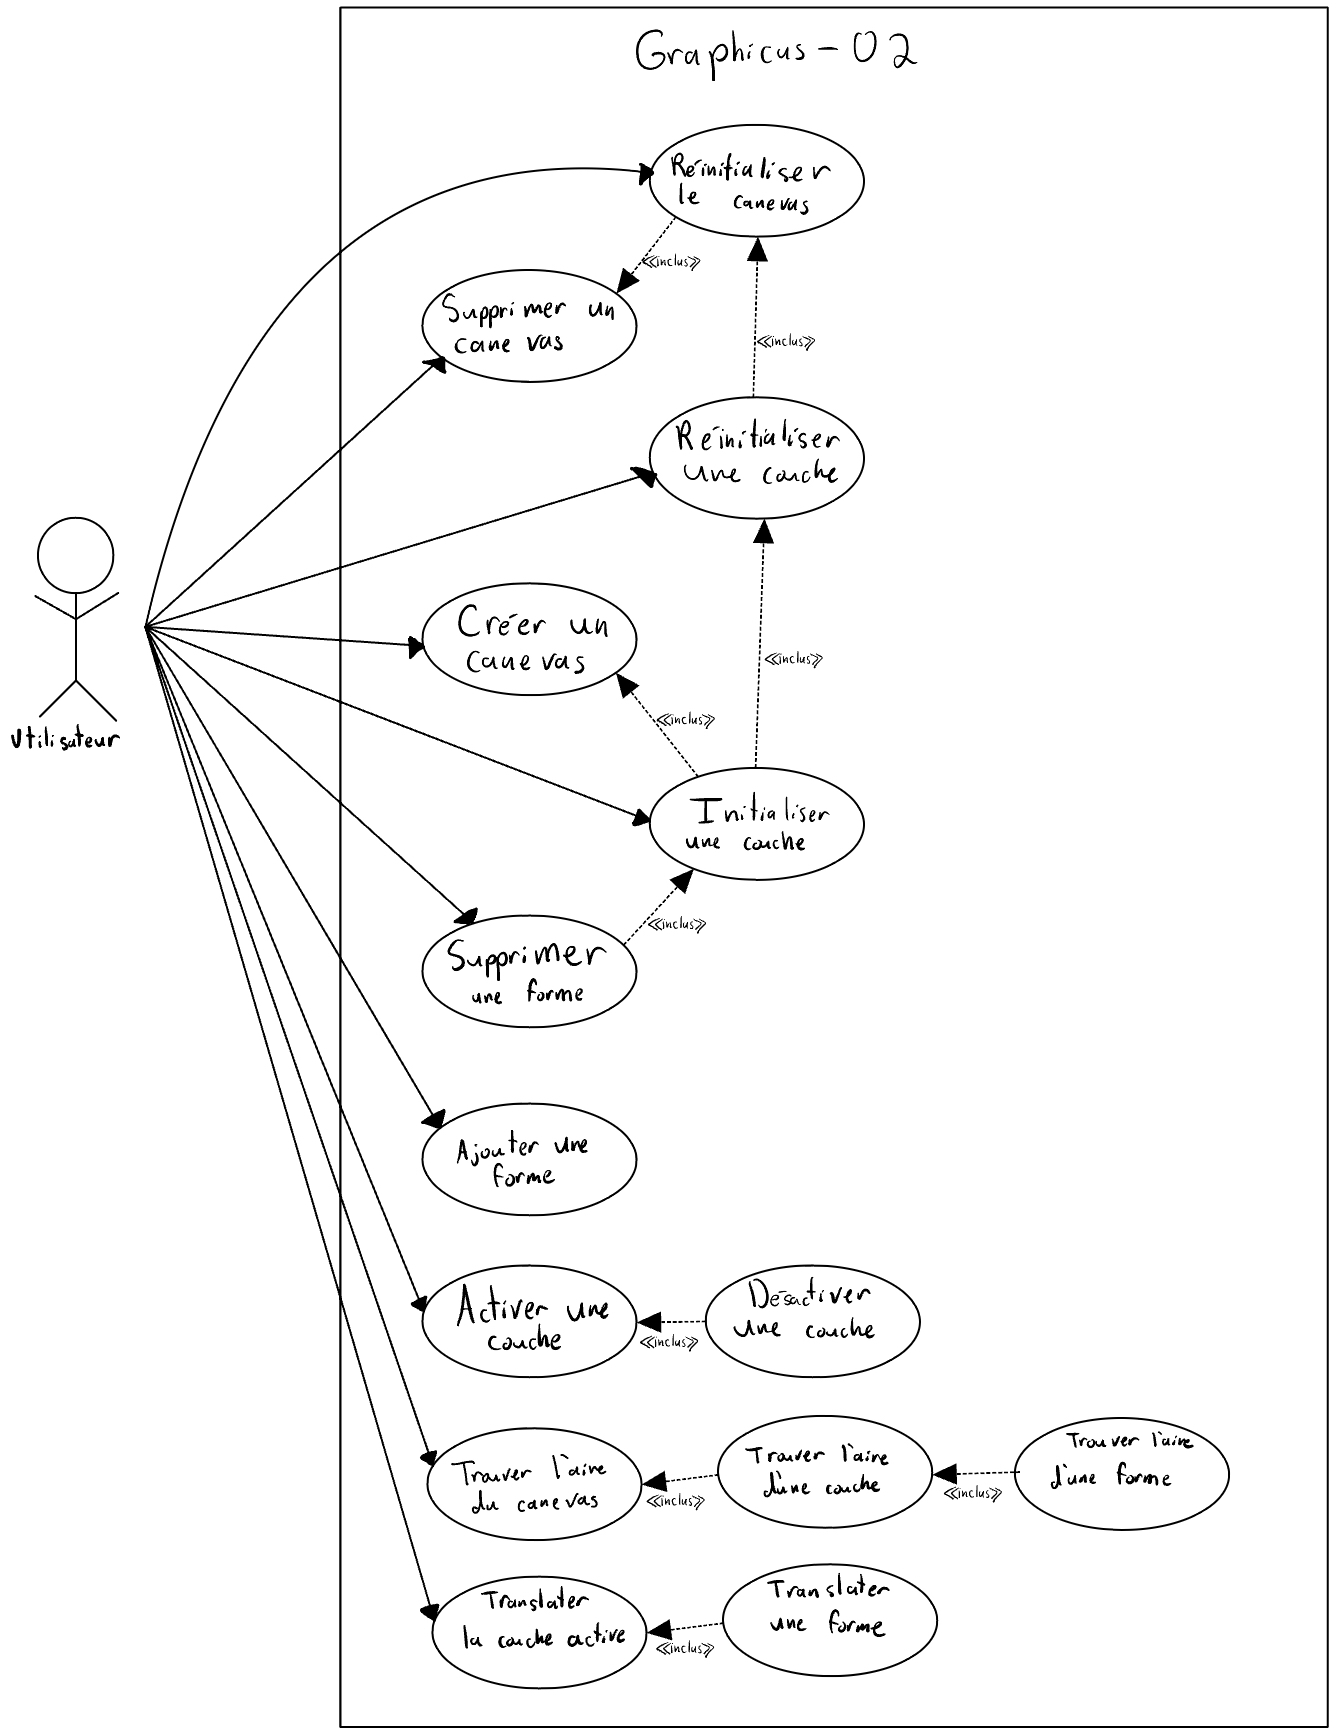 Graphicus - 02
Réinitialiser
le canevas
<<inclus>>
Supprimer un
canevas
<<inclus>>
Réinitialiser
une couche
Créer un
canevas
<<inclus>>
<<inclus>>
Utilisateur
Initialiser
une couche
<<inclus>>
Supprimer
une forme
Ajouter une
forme
Activer une
couche
<<inclus>>
Désactiver
une couche
Trouver l'aire
du canevas
<<inclus>>
Trouver l'aire
d'une couche
<<inclus>>
Trouver l'aire
d'une forme
Translater
la couche active
<<inclus>>
Translater
une forme